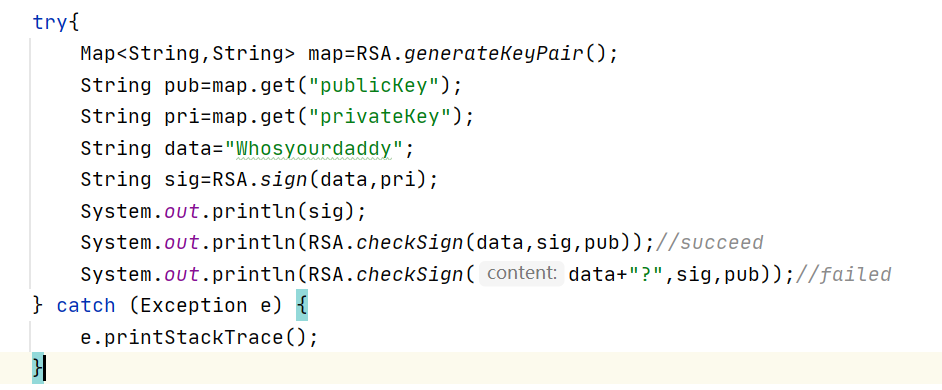 try{
Map<String,String> map=RSA.generateKeyPair();
String pub=map.get("publicKey");
String pri=map.get("privateKey");
String data="Whosyourdaddy";
String sig=RSA.sign(data,pri);
System.out.println(sig);
System.out.println(RSA.checkSign(data,sig,pub));//succeed
System.out.println(RSA.checkSign( content: data+"?",sig,pub));//failed
} catch (Exception e) {
e.printStackTrace();
}